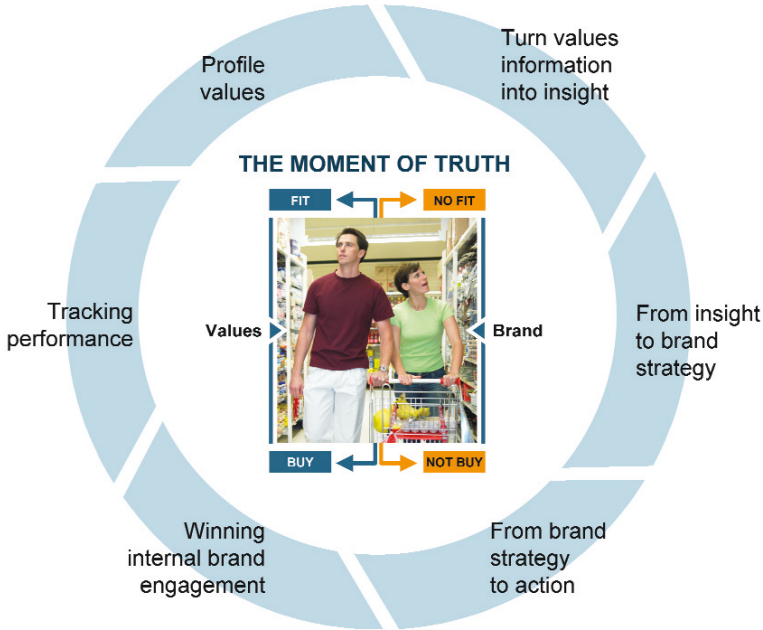 Profile
values
Turn values
information
into insight
THE MOMENT OF TRUTH
FIT
NO FIT
Values
Brand
BUY
NOT BUY
From insight
to brand
strategy
From brand
strategy
to action
Winning
internal brand
engagement
Tracking
performance